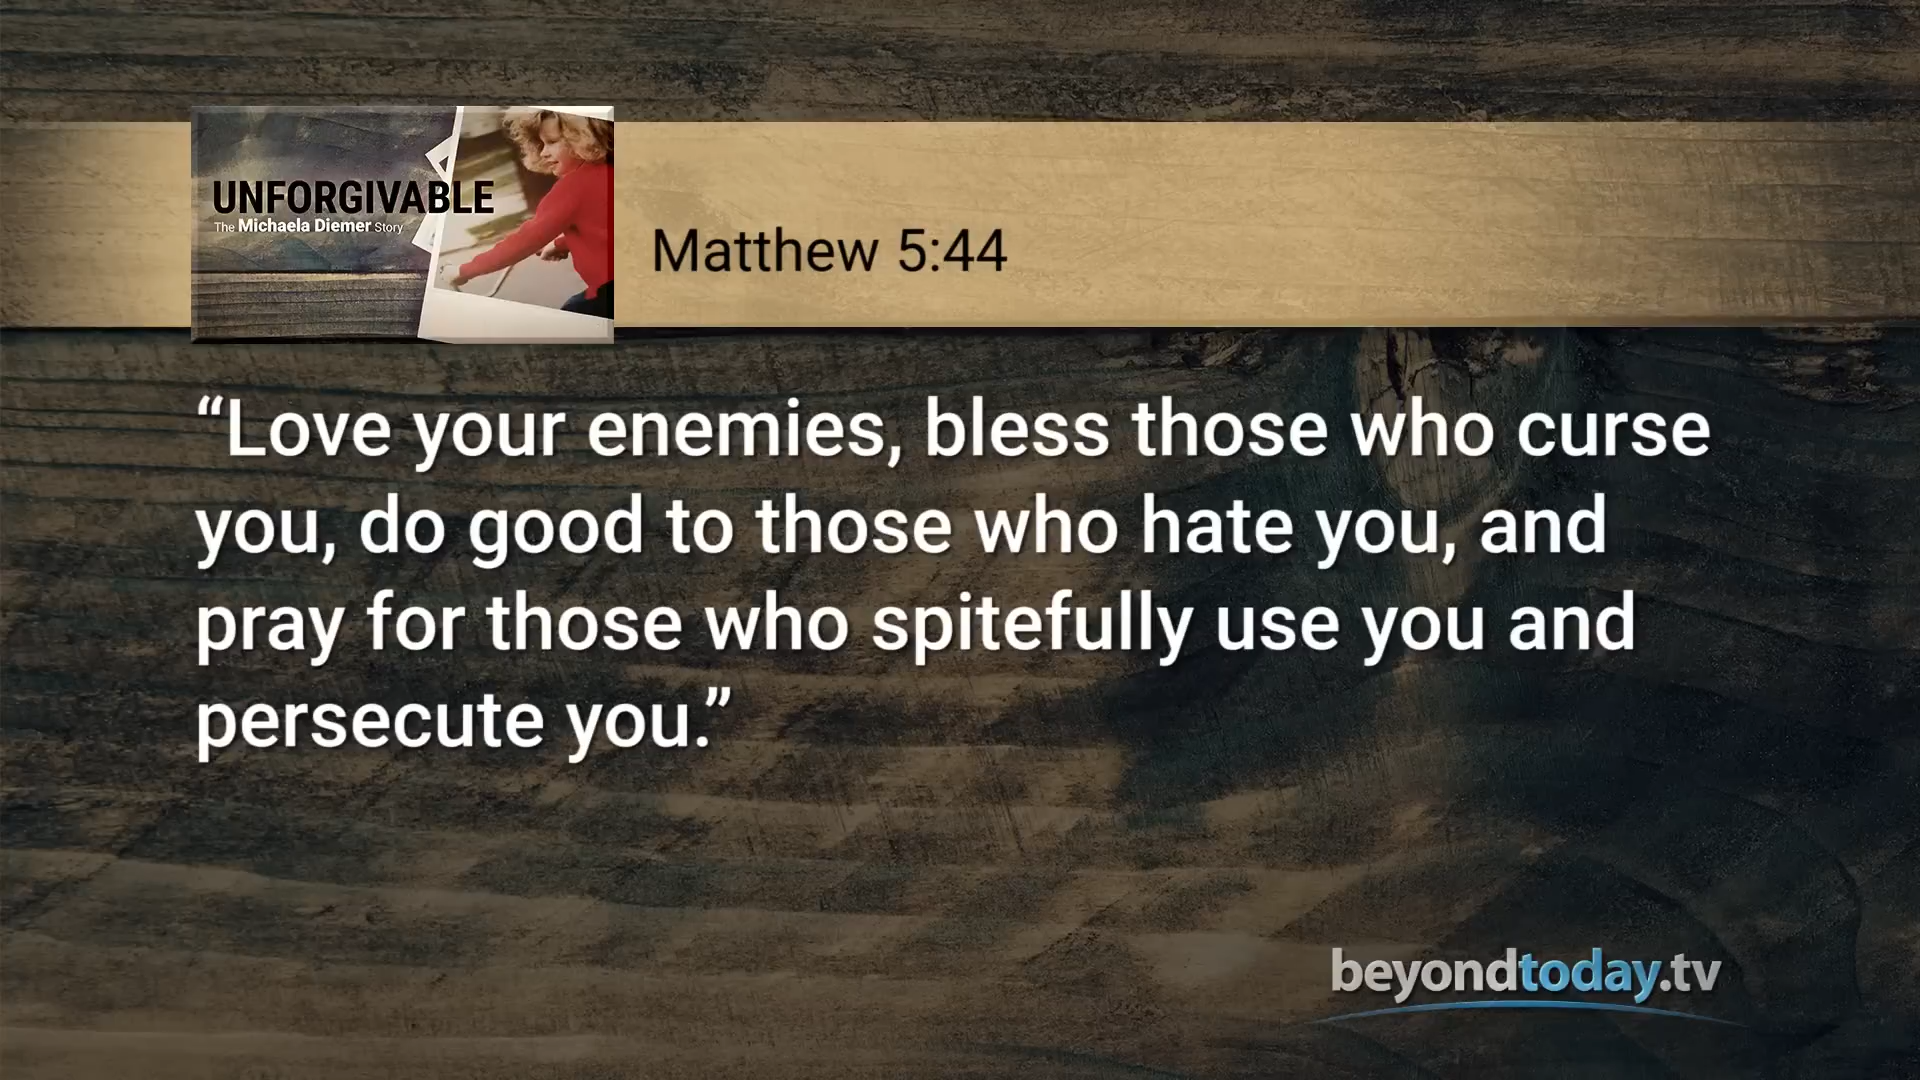 UNFORGIVABLE
The Michaela Diemer Story
Matthew 5:44
“Love your enemies, bless those who curse
you, do good to those who hate you, and
pray for those who spitefully use you and
persecute you.”
beyondtoday.tv